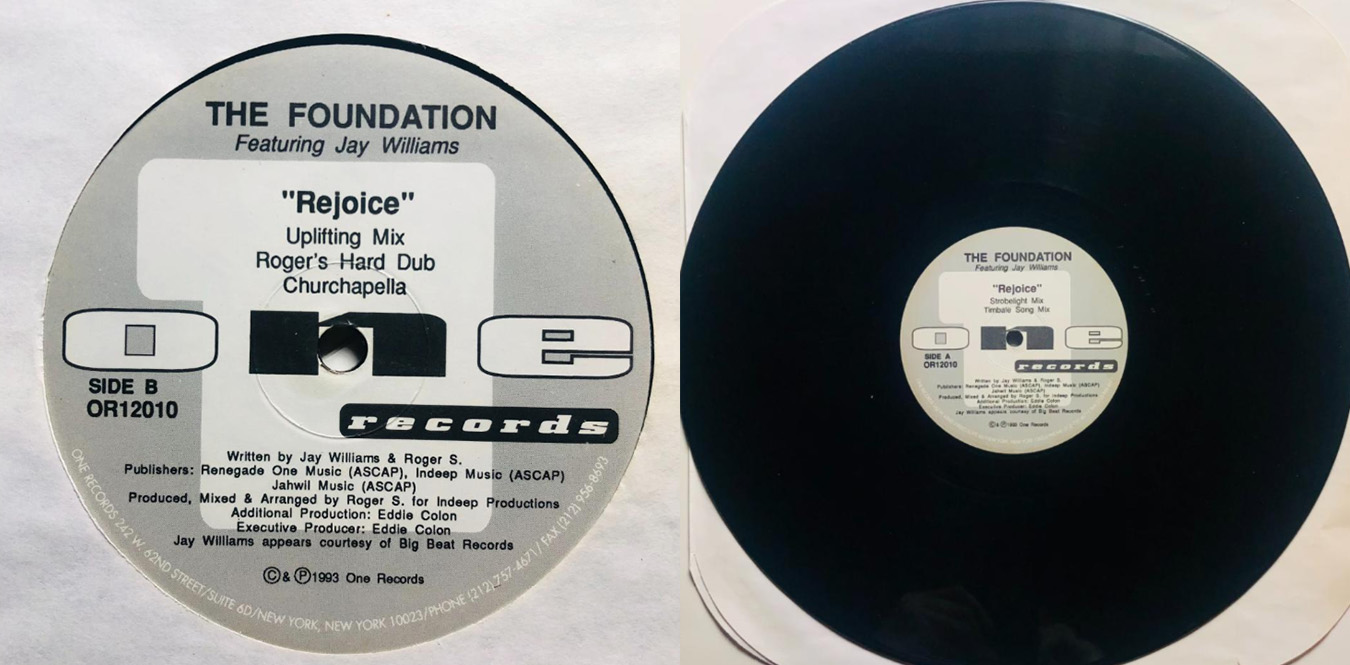 THE FOUNDATION
Featuring Jay Williams
"Rejoice"
Uplifting Mix
Roger's Hard Dub
Churchapella
one
SIDE B
OR12010
records
Written by Jay Williams & Roger S.
Publishers: Renegade One Music (ASCAP), Indeep Music (ASCAP)
Jahwil Music (ASCAP)
Produced, Mixed & Arranged by Roger S. for Indeep Productions
Additional Production: Eddie Colon
Executive Producer: Eddie Colon
Jay Williams appears courtesy of Big Beat Records
©& ℗1993 One Records
ONE RECORDS 242 W. 62ND STREET/SUITE 6D/NEW YORK, NEW YORK 10023/PHONE (212) 757-4671/ FAX (212) 956-8693
THE FOUNDATION
Featuring Jay Williams
"Rejoice"
Strobelight Mix
Timbale Song Mix
one
SIDE A
OR12010
records
Written by Jay Williams & Roger S.
Publishers: Renegade One Music (ASCAP), Indeep Music (ASCAP)
Jahwil Music (ASCAP)
Produced, Mixed & Arranged by Roger S. for Indeep Productions
Additional Production: Eddie Colon
Executive Producer: Eddie Colon
Jay Williams appears courtesy of Big Beat Records
©& ℗1993 One Records